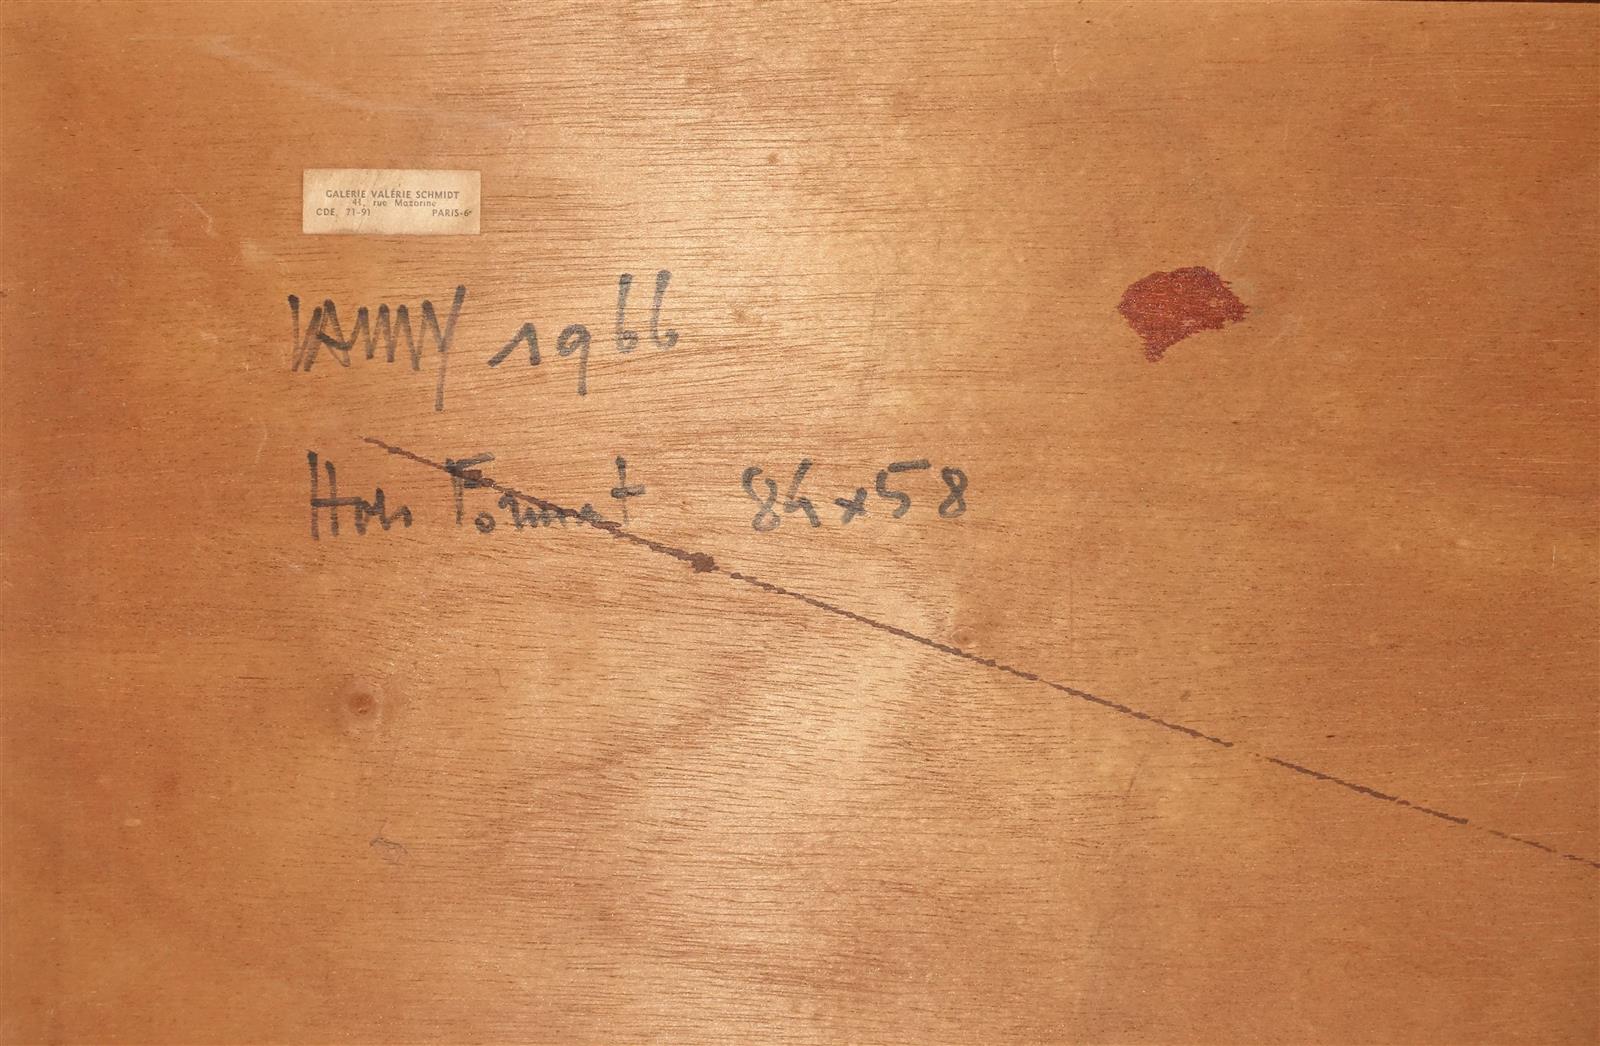 GALERIE VALÉRIE SCHMIDT
41, rue Mazarine
CDE. 71-91 PARIS-6e
1966
Hors Format 84x58